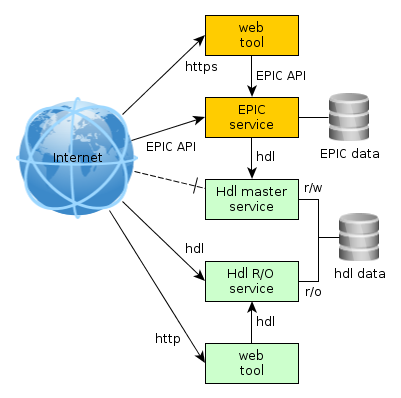 web
tool
https
EPIC API
EPIC
service
EPIC API
EPIC data
hdl
Internet
Hdl master
service
r/w
hdl
Hdl R/O
service
hdl data
r/o
hdl
http
web
tool